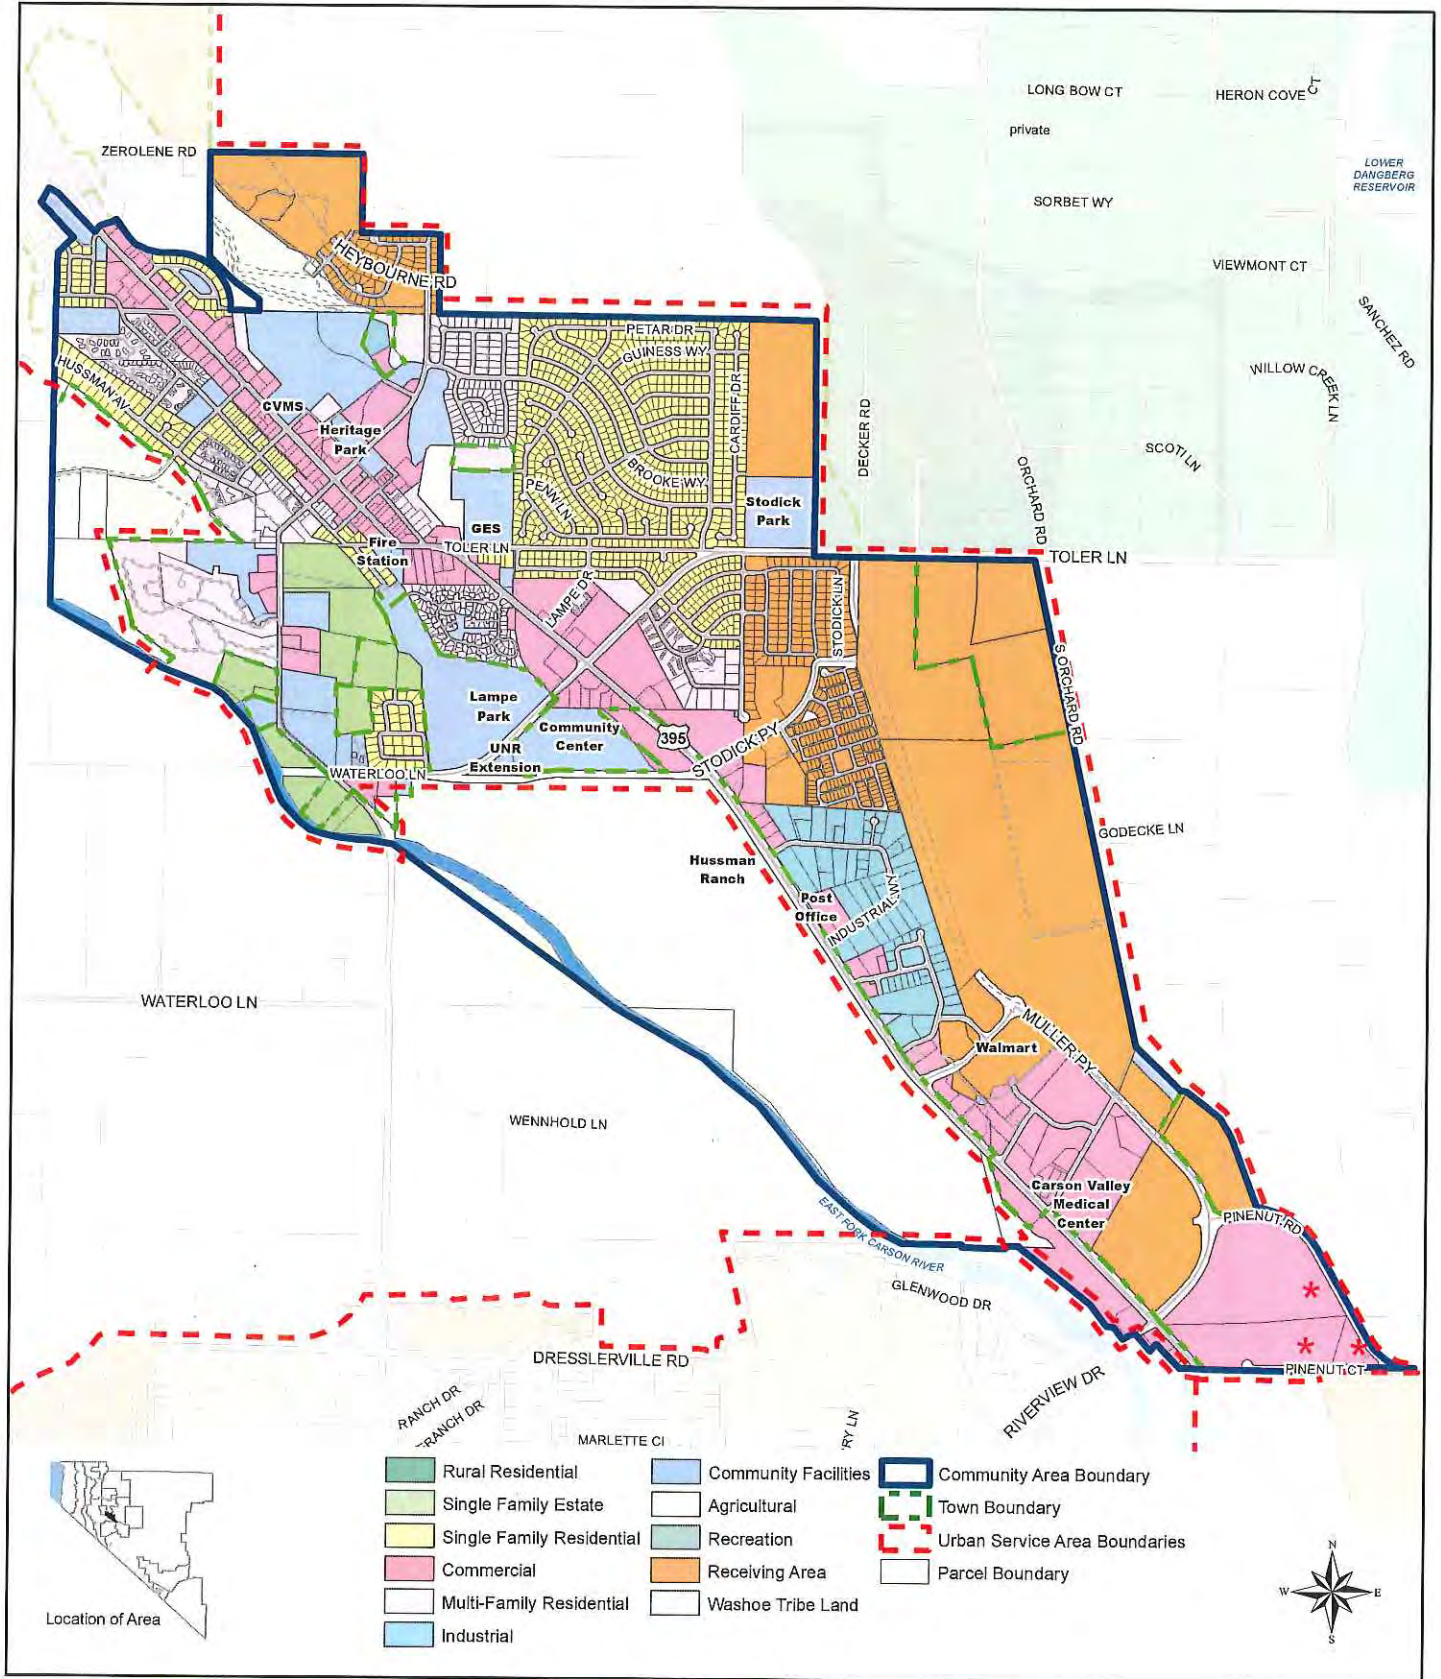 LONG BOW CT
HERON COVE CT
private
ZEROLENE RD
LOWER
DANGBERG
RESERVOIR
SORBET WY
HEYBOURNE RD
VIEWMONT CT
SANCHEZ RD
PETAR DR
GUINESS WY
HUSSMAN AV
WILLOW CREEK LN
CARDIFF DR
CVMS
Heritage
Park
DECKER RD
SCOTI LN
BROOKE WY
PENN LN
ORCHARD RD
Stodick
Park
GES
TOLER LN
Fire
Station
TOLER LN
LAMPE DR
STODICK LN
S ORCHARD RD
Lampe
Park
Community
Center
395
UNR
Extension
STODICK PY
WATERLOO LN
GODECKE LN
Hussman
Ranch
Post
Office
INDUSTRIAL WY
WATERLOO LN
MULLER PY
Walmart
WENNHOLD LN
Carson Valley
Medical
Center
EAST FORK CARSON RIVER
PINENUT RD
GLENWOOD DR
*
*
*
DRESSLERVILLE RD
PINENUT CT
RIVERVIEW DR
RANCH DR
RANCH DR
RY LN
MARLETTE CI
Location of Area
Rural Residential
Single Family Estate
Single Family Residential
Commercial
Multi-Family Residential
Industrial
Community Facilities
Agricultural
Recreation
Receiving Area
Washoe Tribe Land
Community Area Boundary
Town Boundary
Urban Service Area Boundaries
Parcel Boundary
N
W
E
S